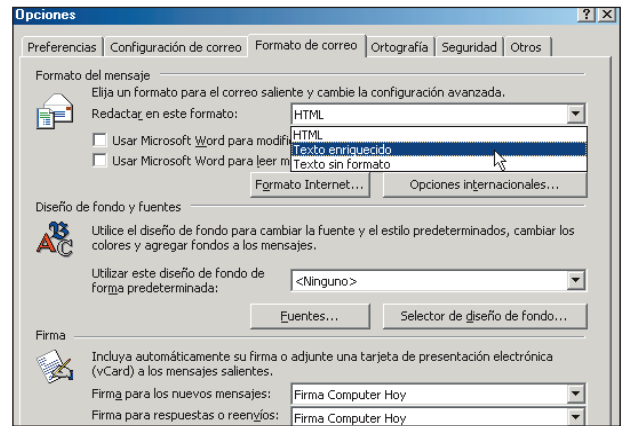 Opciones
Preferencias Configuración de correo Formato de correo Ortografía Seguridad Otros
Formato del mensaje
Elija un formato para el correo saliente y cambie la configuración avanzada.
Redactar en este formato: HTML
HTML
Usar Microsoft Word para modifi
Texto enriquecido
Usar Microsoft Word para leer m
Texto sin formato
Formato Internet... Opciones internacionales...
Diseño de fondo y fuentes
Utilice el diseño de fondo para cambiar la fuente y el estilo predeterminados, cambiar los
colores y agregar fondos a los mensajes.
Utilizar este diseño de fondo de
forma predeterminada: <Ninguno>
Fuentes... Selector de diseño de fondo...
Firma
Incluya automáticamente su firma o adjunte una tarjeta de presentación electrónica
(vCard) a los mensajes salientes.
Firma para los nuevos mensajes: Firma Computer Hoy
Firma para respuestas o reenvíos: Firma Computer Hoy